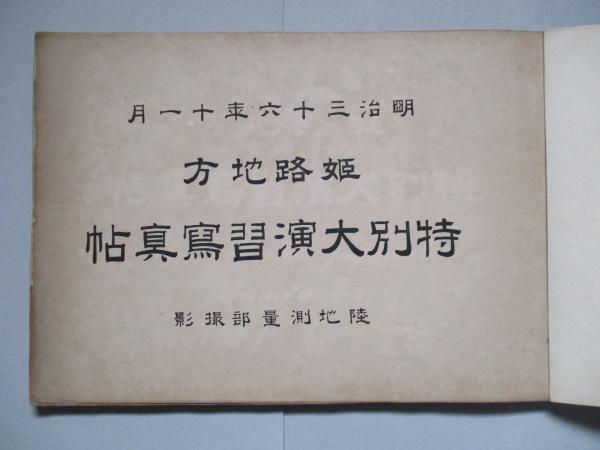 明治三十六年十一月
姫路地方
特別大演習寫真帖
陸地測量部撮影